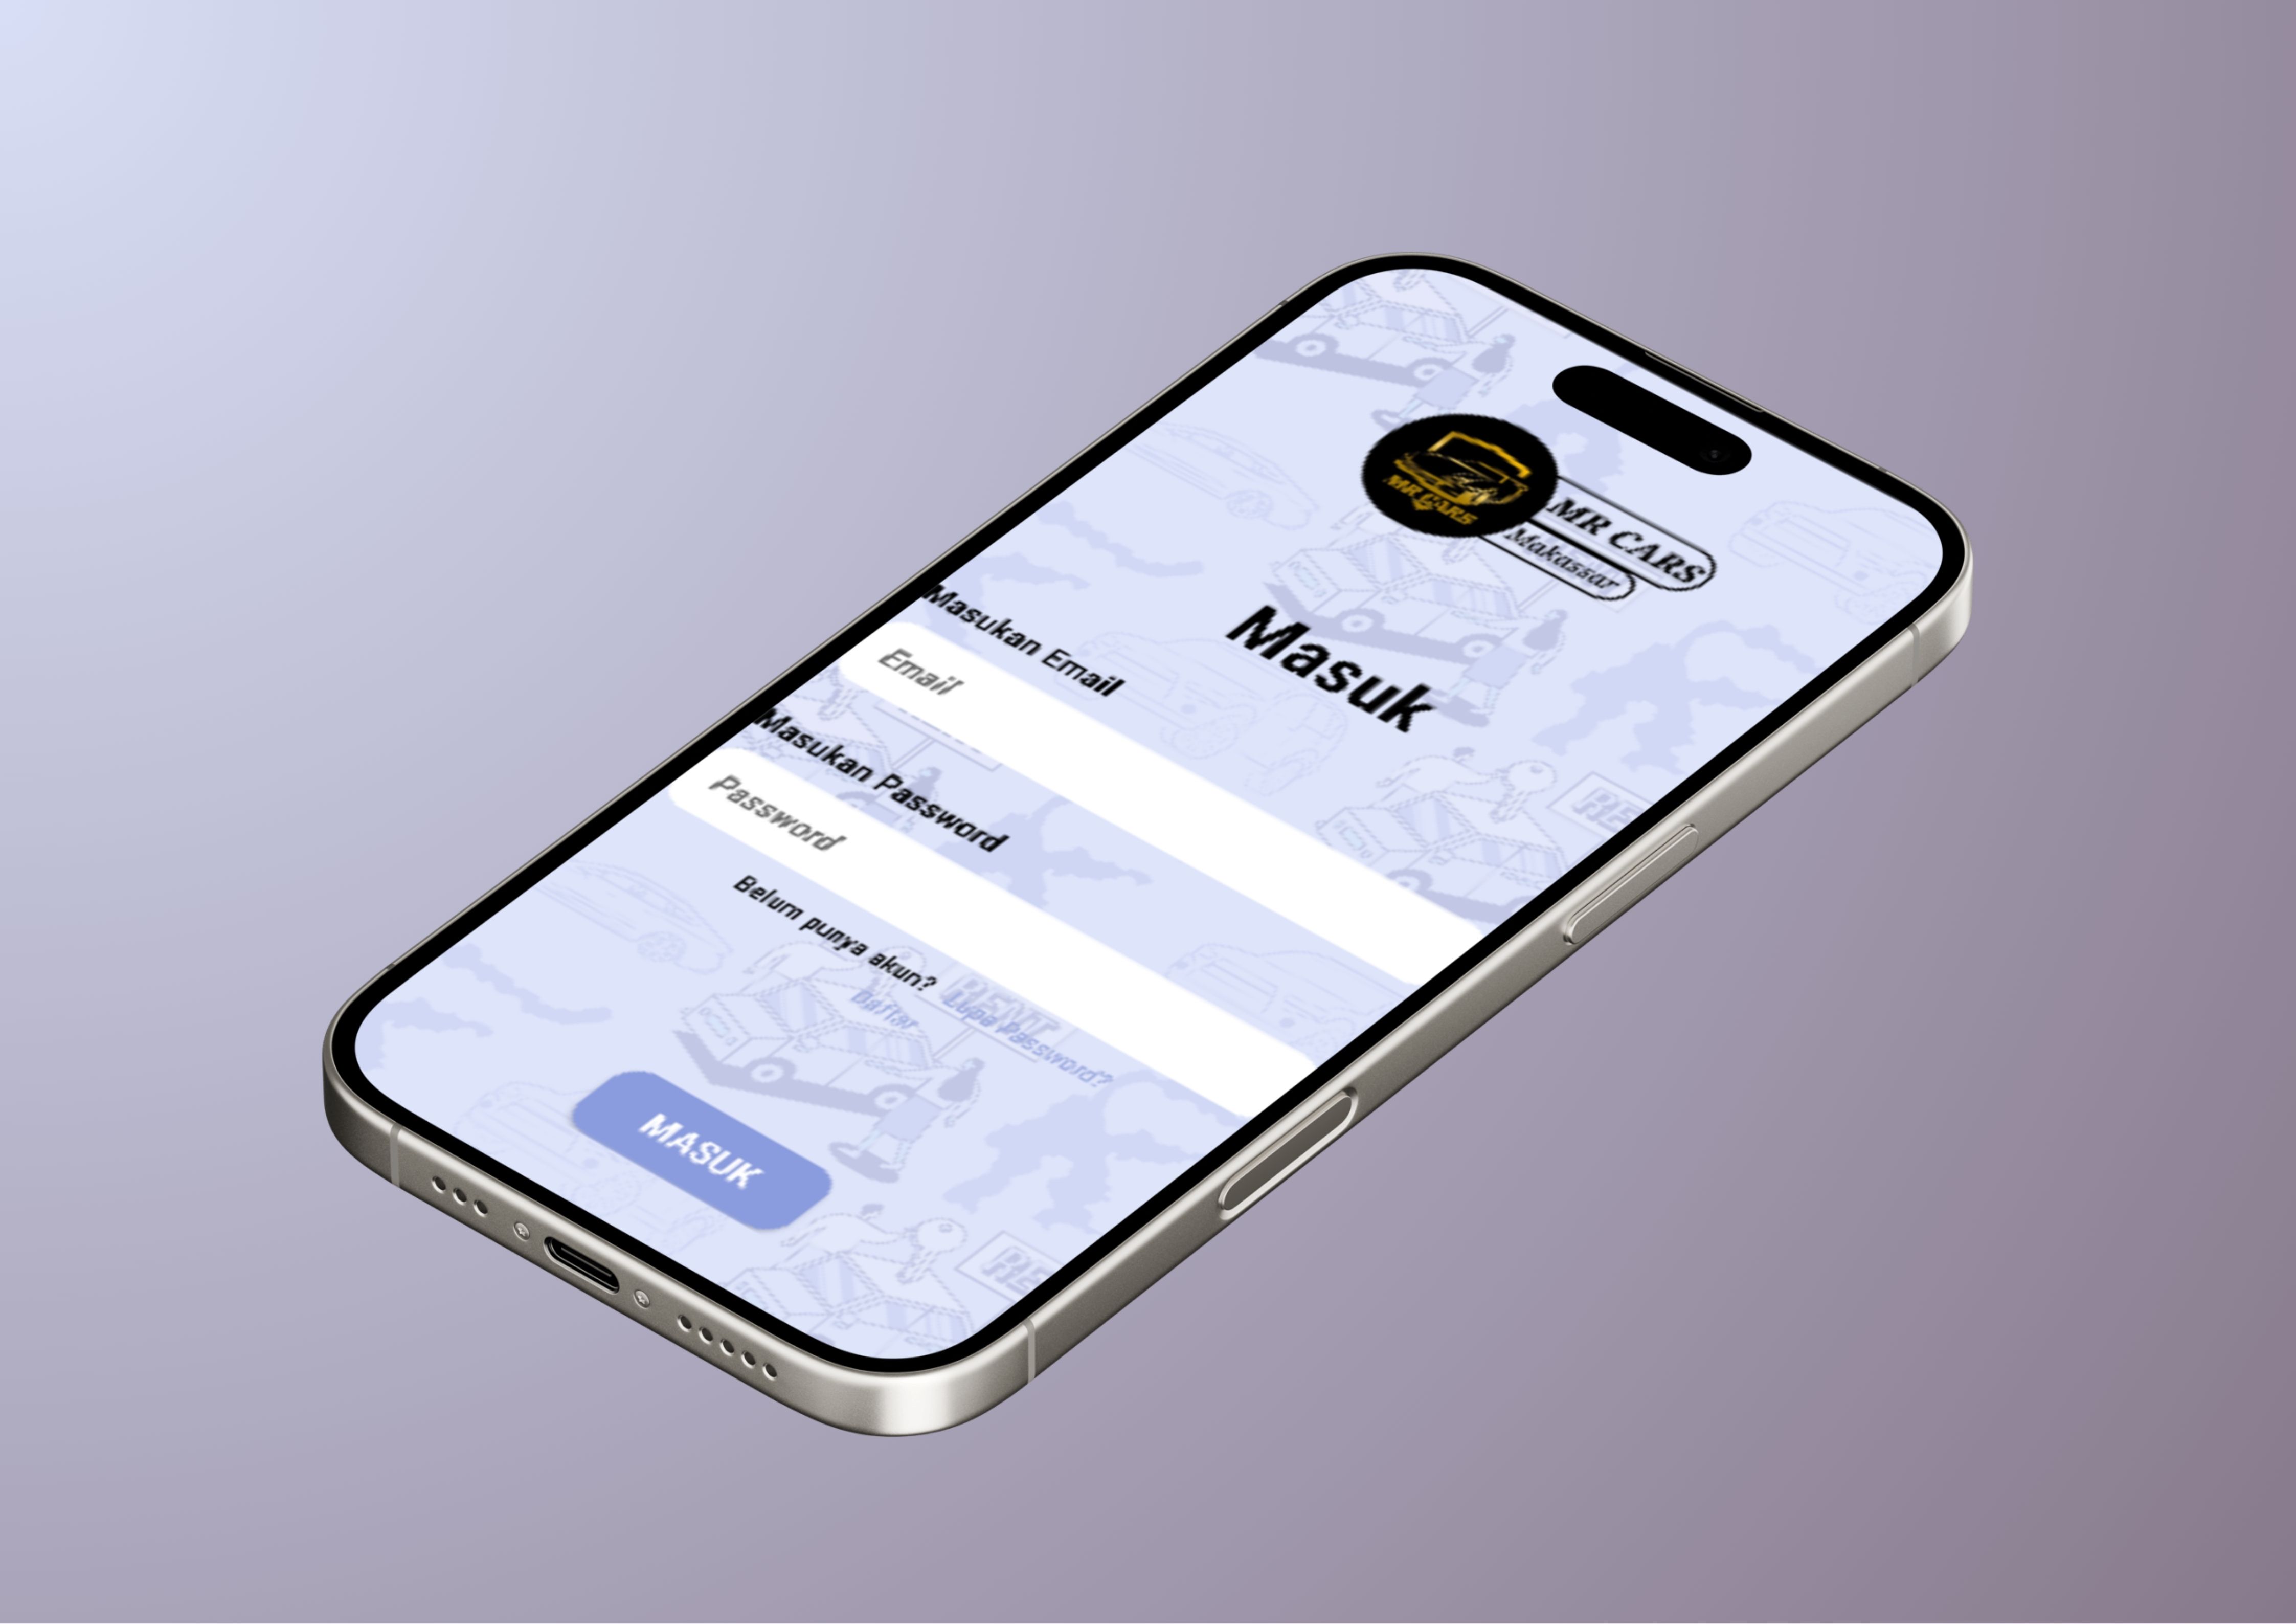 MR CARS
MR CARS
Makassar
Masuk
Masukan Email
Email
Masukan Password
Password
Belum punya akun?
Daftar
Lupa Password?
MASUK
RENT